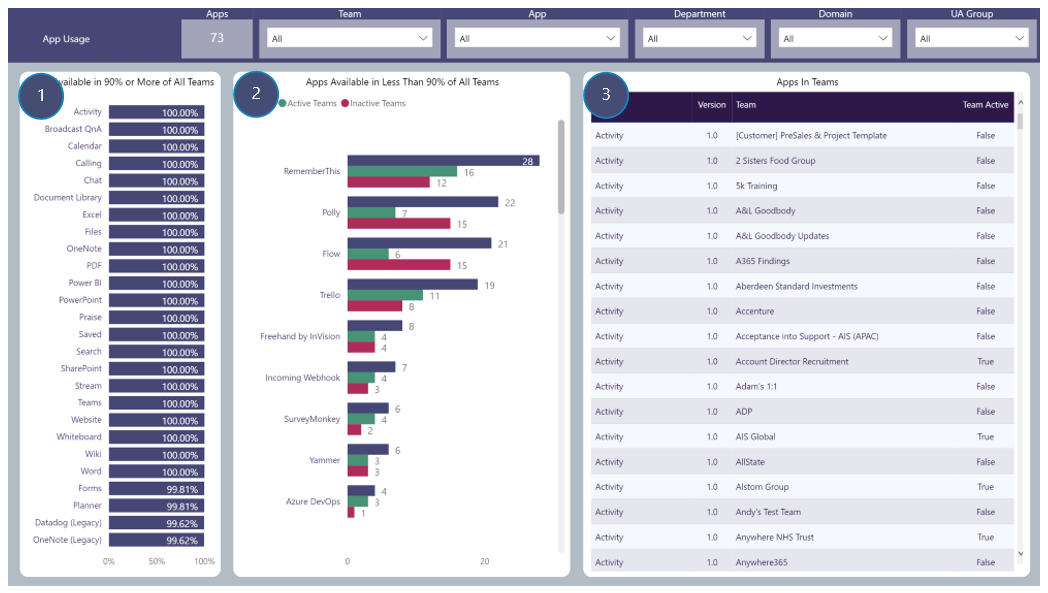 Apps Team App Department Domain UA Group
App Usage 73 All All All All All
1 vailable in 90% or More of All Teams
Activity 100.00%
Broadcast QnA 100.00%
Calendar 100.00%
Calling 100.00%
Chat 100.00%
Document Library 100.00%
Excel 100.00%
Files 100.00%
OneNote 100.00%
PDF 100.00%
Power BI 100.00%
PowerPoint 100.00%
Praise 100.00%
Saved 100.00%
Search 100.00%
SharePoint 100.00%
Stream 100.00%
Teams 100.00%
Website 100.00%
Whiteboard 100.00%
Wiki 100.00%
Word 100.00%
Forms 99.81%
Planner 99.81%
Datadog (Legacy) 99.62%
OneNote (Legacy) 99.62%
0% 50% 100%
2 Apps Available in Less Than 90% of All Teams
Active Teams Inactive Teams
RememberThis 28 16 12
Polly 22 7 15
Flow 21 6 15
Trello 19 11 8
Freehand by InVision 8 4 4
Incoming Webhook 7 4 3
SurveyMonkey 6 4 2
Yammer 6 3 3
Azure DevOps 4 3 1
0 20
3 Apps In Teams
Version Team Team Active
Activity 1.0 [Customer] PreSales & Project Template False
Activity 1.0 2 Sisters Food Group False
Activity 1.0 5k Training False
Activity 1.0 A&L Goodbody False
Activity 1.0 A&L Goodbody Updates False
Activity 1.0 A365 Findings False
Activity 1.0 Aberdeen Standard Investments False
Activity 1.0 Accenture False
Activity 1.0 Acceptance into Support - AIS (APAC) False
Activity 1.0 Account Director Recruitment True
Activity 1.0 Adam's 1:1 False
Activity 1.0 ADP False
Activity 1.0 AIS Global True
Activity 1.0 AllState False
Activity 1.0 Alstom Group True
Activity 1.0 Andy's Test Team False
Activity 1.0 Anywhere NHS Trust True
Activity 1.0 Anywhere365 False